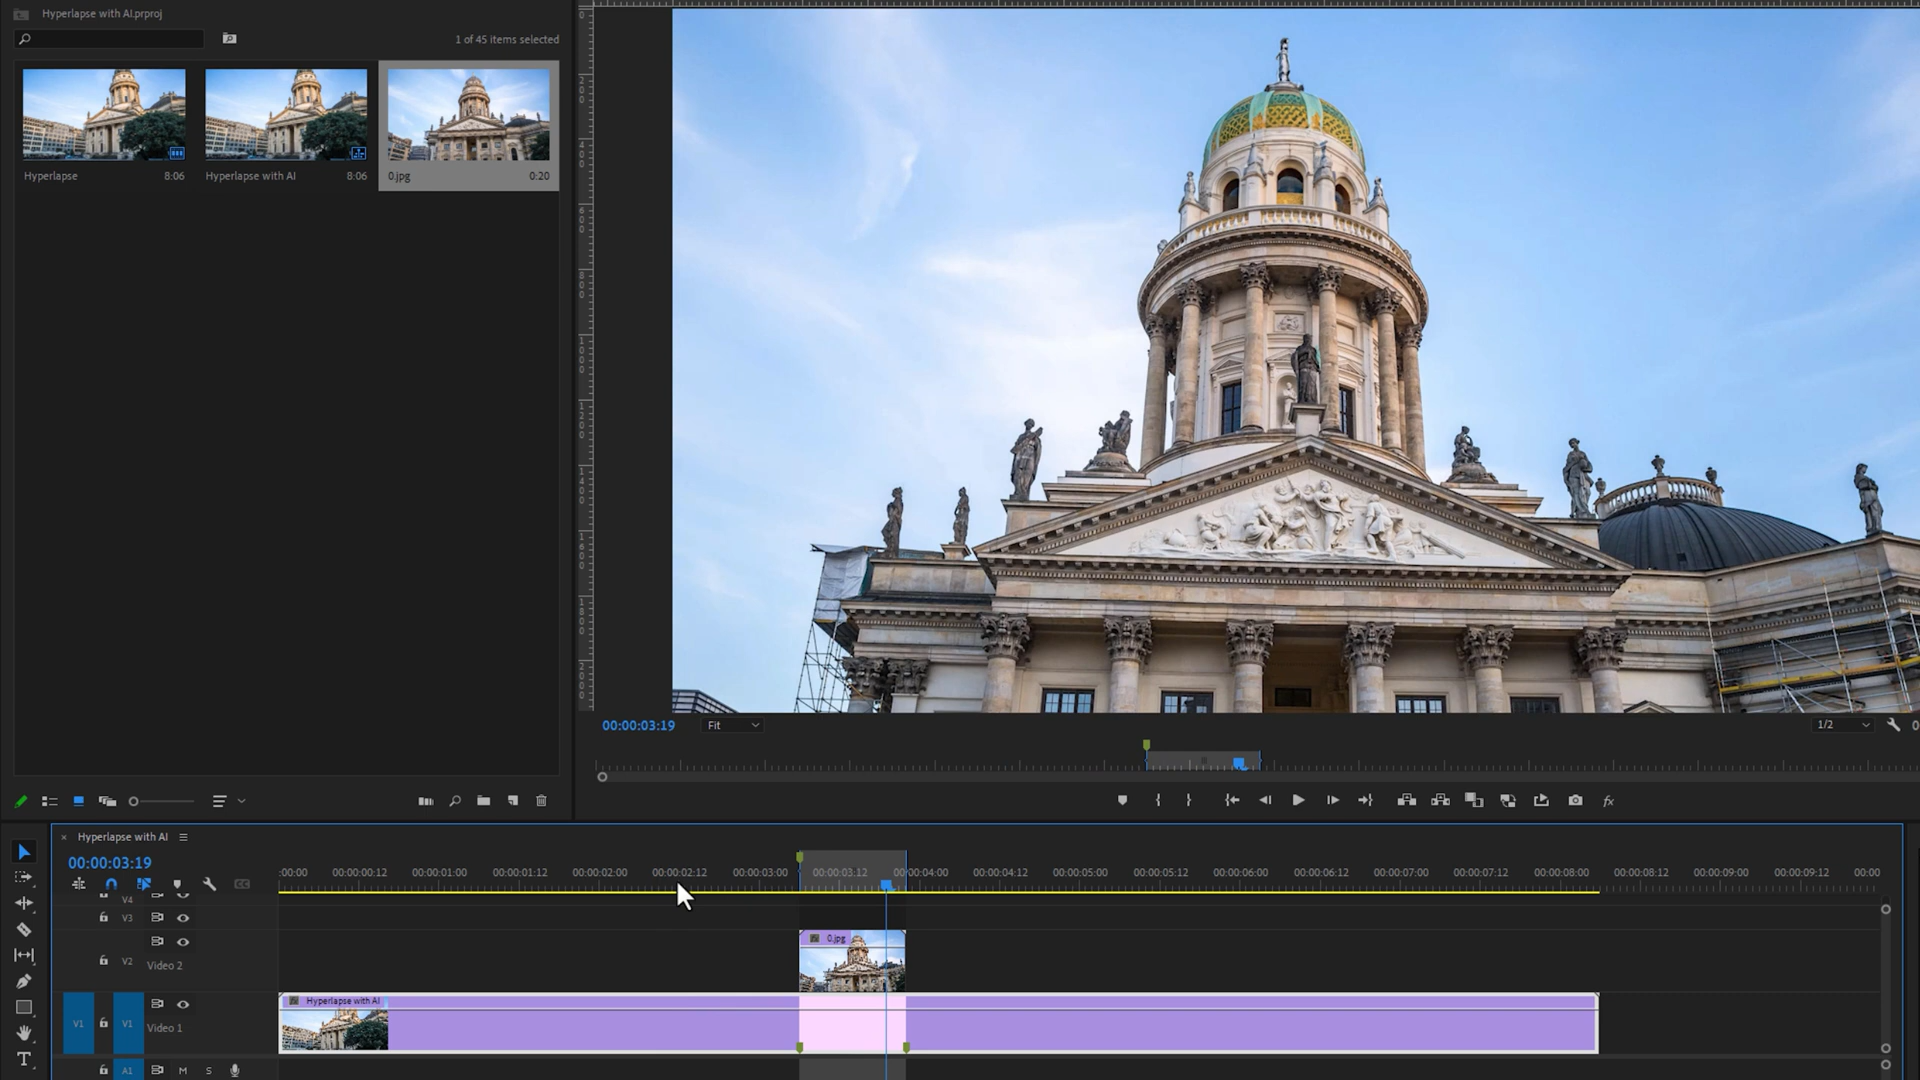 Hyperlapse with AI.prproj
1 of 45 items selected
Hyperlapse 8:06
Hyperlapse with AI 8:06
0.jpg 0:20
00:00:03:19 Fit 1/2
Hyperlapse with AI
00:00:03:19
:00:00 00:00:00:12 00:00:01:00 00:00:01:12 00:00:02:00 00:00:02:12 00:00:03:00 00:00:03:12 00:00:04:00 00:00:04:12 00:00:05:00 00:00:05:12 00:00:06:00 00:00:06:12 00:00:07:00 00:00:07:12 00:00:08:00 00:00:08:12 00:00:09:00 00:00:09:12 00:00
V4
V3
0.jpg
V2 Video 2
Hyperlapse with AI
V1 V1 Video 1
A1 M S